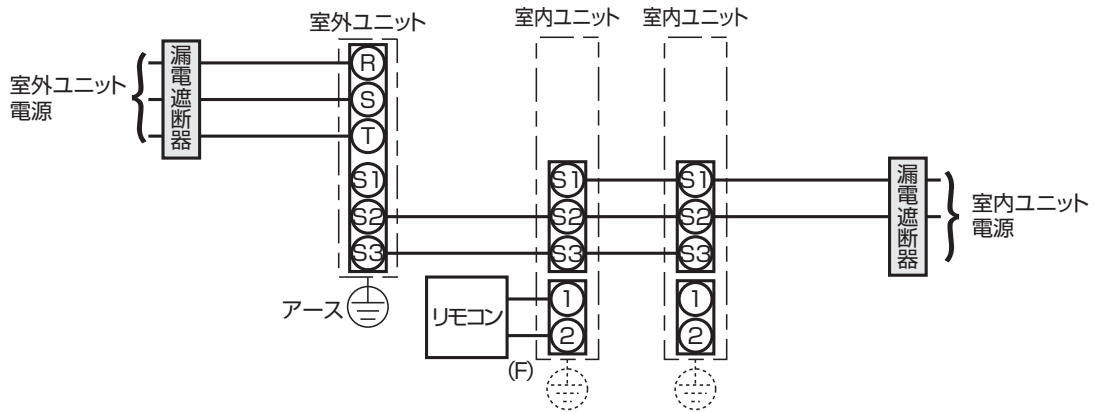 室外ユニット
室内ユニット
室内ユニット
室外ユニット
電源
漏電遮断器
R
S
T
S1
S2
S3
S1
S2
S3
S1
S2
S3
漏電遮断器
室内ユニット
電源
アース
リモコン
(F)
1
2
1
2